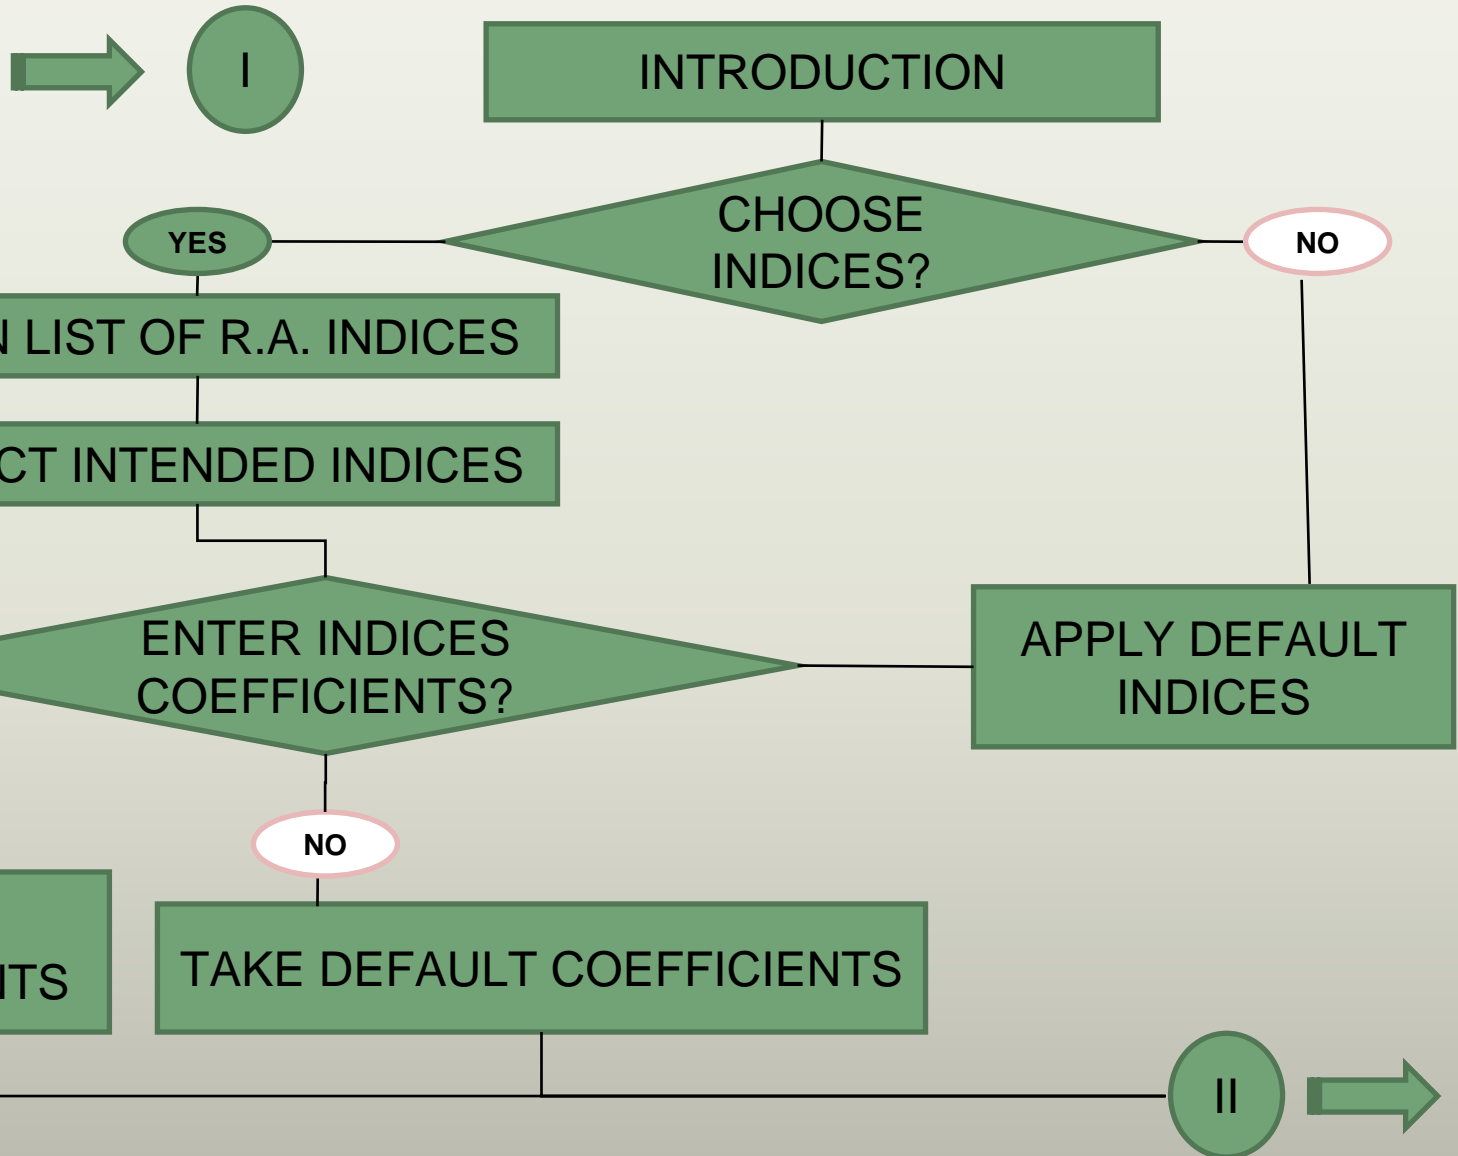 I
INTRODUCTION
CHOOSE
INDICES?
YES
NO
LIST OF R.A. INDICES
INTENDED INDICES
ENTER INDICES
COEFFICIENTS?
APPLY DEFAULT
INDICES
NO
TAKE DEFAULT COEFFICIENTS
II